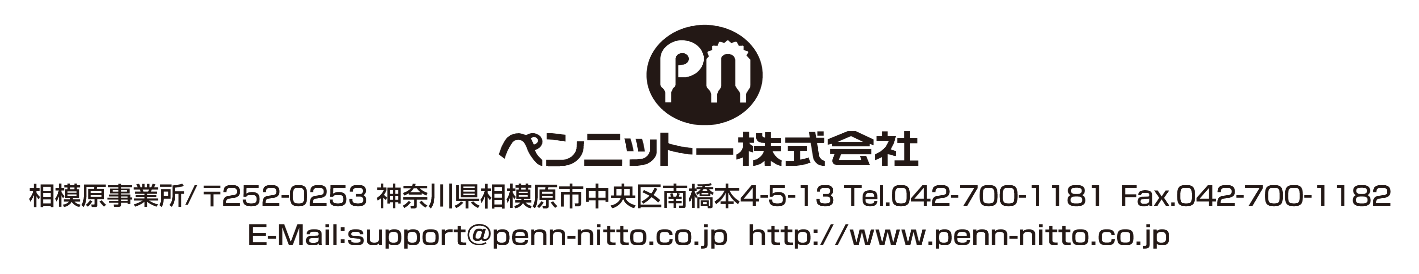 PN
ペンニットー株式会社
相模原事業所/〒252-0253 神奈川県相模原市中央区南橋本4-5-13 Tel.042-700-1181 Fax.042-700-1182
E-Mail:support@penn-nitto.co.jp http://www.penn-nitto.co.jp